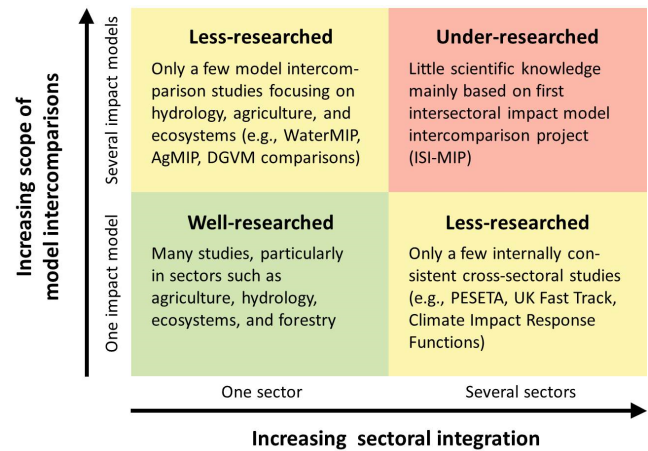 Increasing scope of
model intercomparisons
Several impact models
One impact model
Less-researched
Only a few model intercom-
parison studies focusing on
hydrology, agriculture, and
ecosystems (e.g., WaterMIP,
AgMIP, DGVM comparisons)
Under-researched
Little scientific knowledge
mainly based on first
intersectoral impact model
intercomparison project
(ISI-MIP)
Well-researched
Many studies, particularly
in sectors such as
agriculture, hydrology,
ecosystems, and forestry
Less-researched
Only a few internally con-
sistent cross-sectoral studies
(e.g., PESETA, UK Fast Track,
Climate Impact Response
Functions)
One sector
Several sectors
Increasing sectoral integration